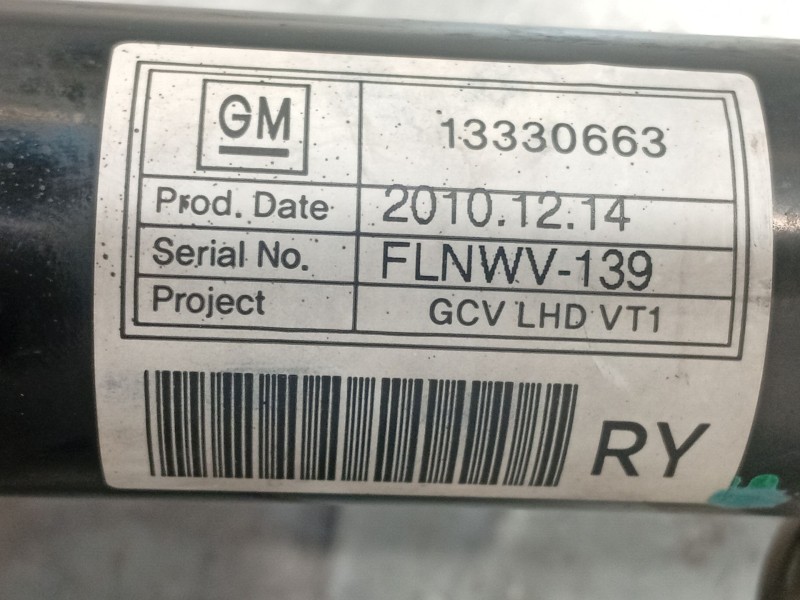 GM 13330663
Prod. Date 2010.12.14
Serial No. FLNWV-139
Project GCV LHD VT1
RY